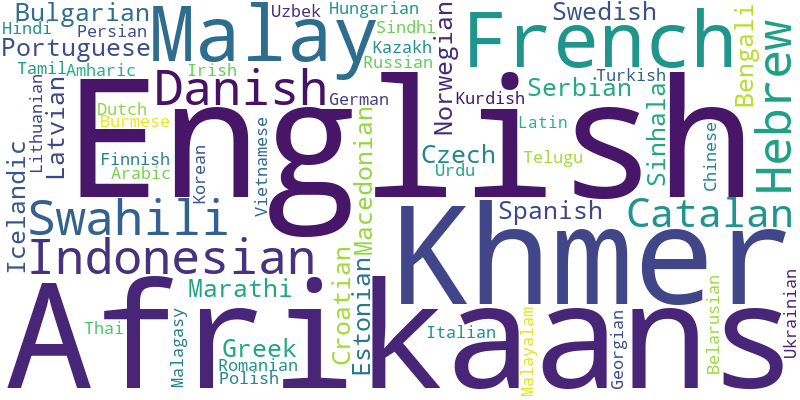 Bulgarian
Hindi
Persian
Portuguese
Tamil
Amharic
Malay
Uzbek
Hungarian
Sindhi
Kazakh
Russian
Irish
Norwegian
French
Swedish
Turkish
Bengali
Hebrew
Danish
German
Kurdish
Serbian
Sinhala
Lithuanian
Latvian
Dutch
Burmese
English
Latin
Chinese
Finnish
Arabic
Korean
Vietnamese
Macedonian
Czech
Urdu
Telugu
Icelandic
Swahili
Indonesian
Khmer
Spanish
Catalan
Croatian
Estonian
Marathi
Afrikaans
Thai
Malagasy
Greek
Romanian
Polish
Italian
Malayalam
Georgian
Belarusian
Ukrainian